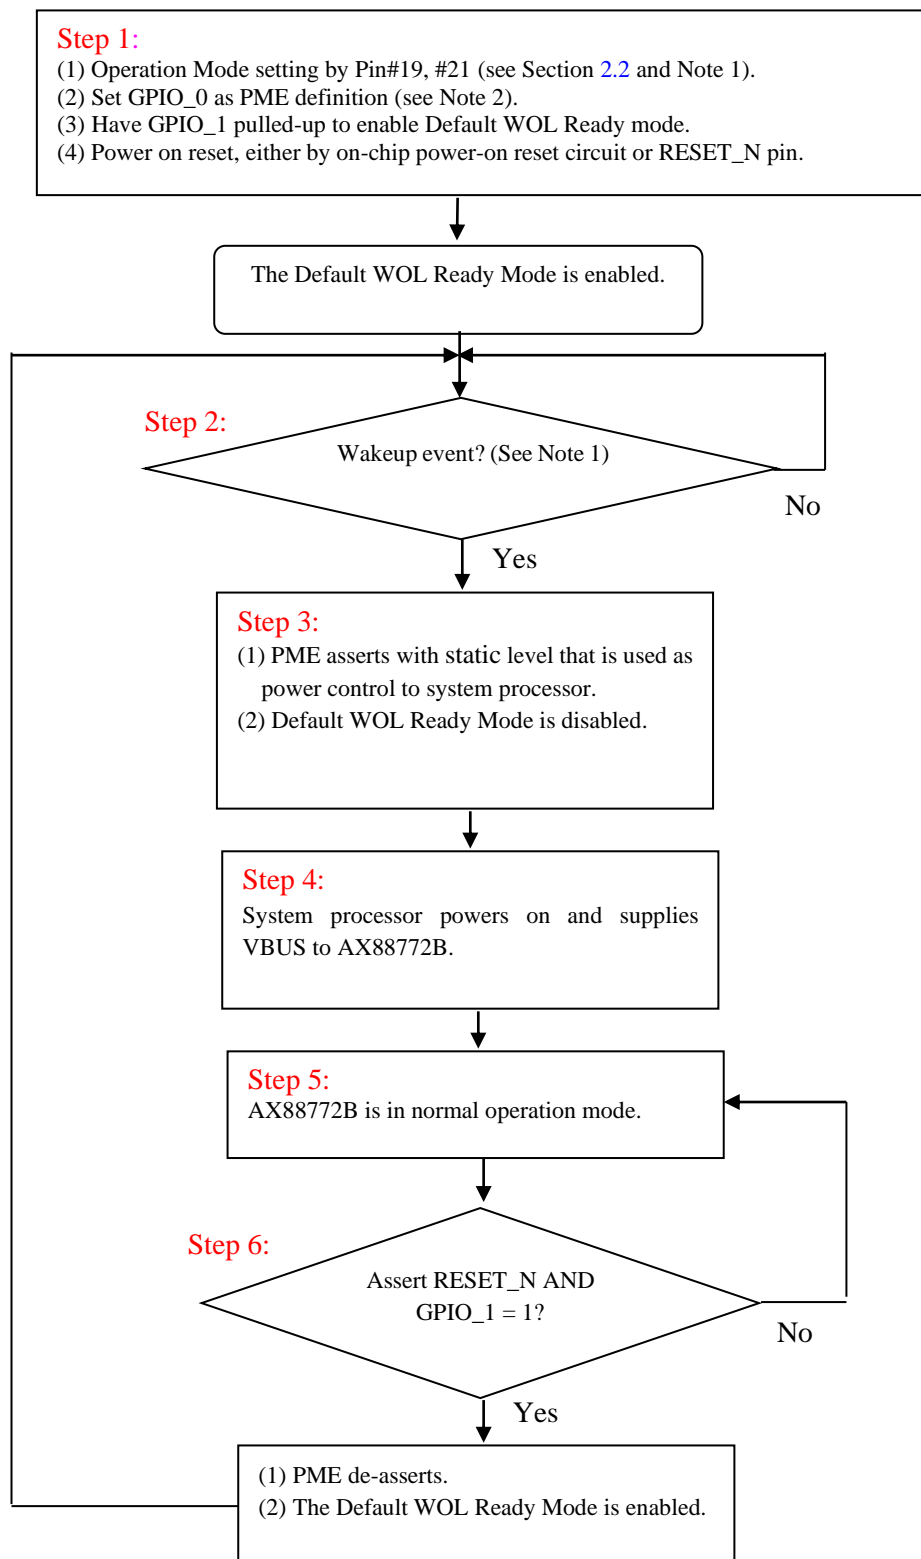 Step 1:
(1) Operation Mode setting by Pin#19, #21 (see Section 2.2 and Note 1).
(2) Set GPIO_0 as PME definition (see Note 2).
(3) Have GPIO_1 pulled-up to enable Default WOL Ready mode.
(4) Power on reset, either by on-chip power-on reset circuit or RESET_N pin.
The Default WOL Ready Mode is enabled.
Step 2:
Wakeup event? (See Note 1)
No
Yes
Step 3:
(1) PME asserts with static level that is used as
power control to system processor.
(2) Default WOL Ready Mode is disabled.
Step 4:
System processor powers on and supplies
VBUS to AX88772B.
Step 5:
AX88772B is in normal operation mode.
Step 6:
Assert RESET_N AND
GPIO_1 = 1?
No
Yes
(1) PME de-asserts.
(2) The Default WOL Ready Mode is enabled.